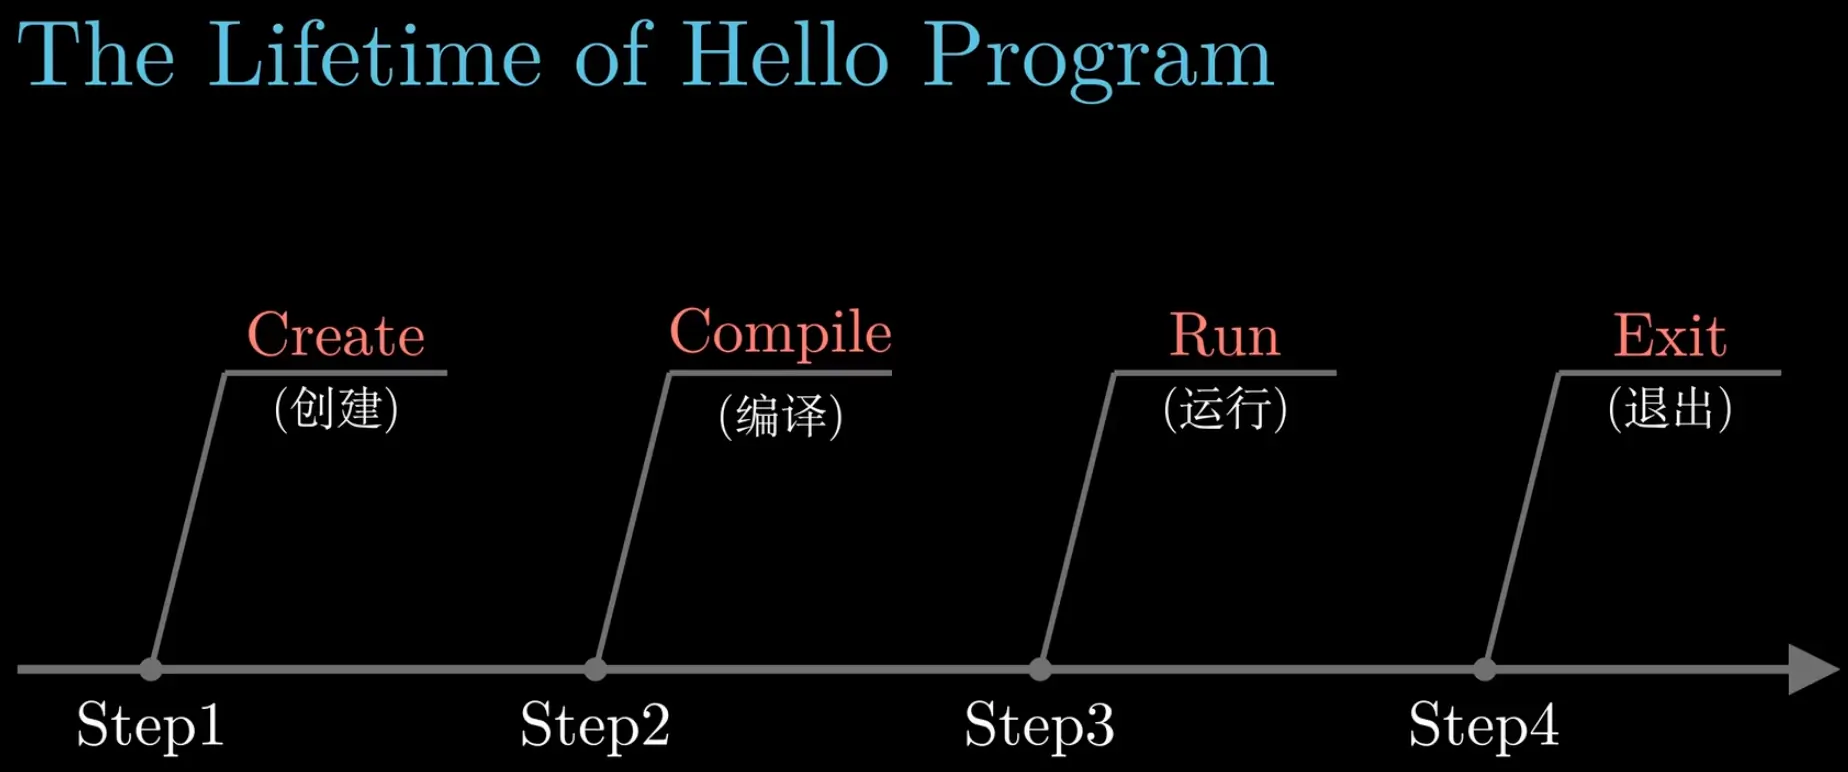 The Lifetime of Hello Program
Create
(创建)
Compile
(编译)
Run
(运行)
Exit
(退出)
Step1
Step2
Step3
Step4